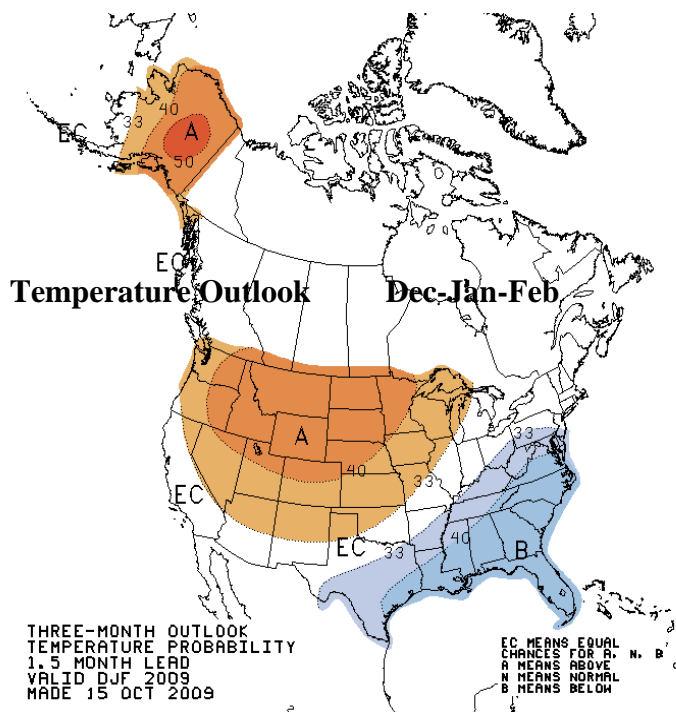 40
33
A
EC
50
EC
Temperature Outlook Dec-Jan-Feb
A
33
40
33
EC
EC
40
33
B
THREE-MONTH OUTLOOK
TEMPERATURE PROBABILITY
1.5 MONTH LEAD
VALID DJF 2009
MADE 15 OCT 2009
EC MEANS EQUAL
CHANCES FOR A, N, B
A MEANS ABOVE
N MEANS NORMAL
B MEANS BELOW